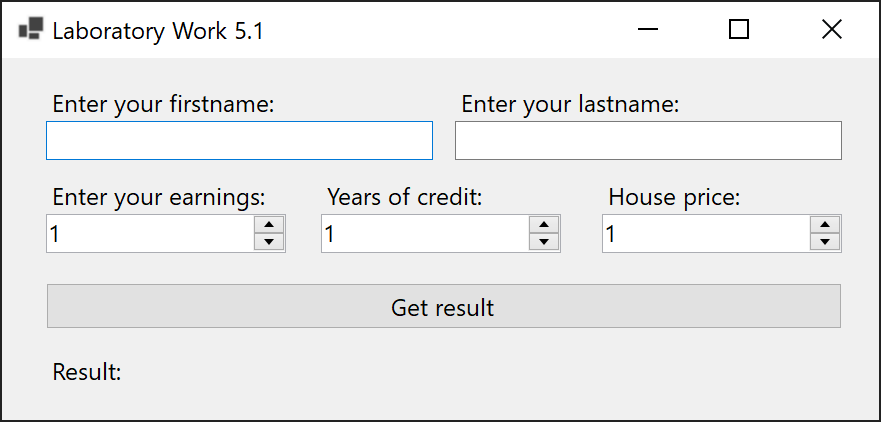 Laboratory Work 5.1
Enter your firstname: Enter your lastname:
Enter your earnings: Years of credit: House price:
1 1 1
Get result
Result: